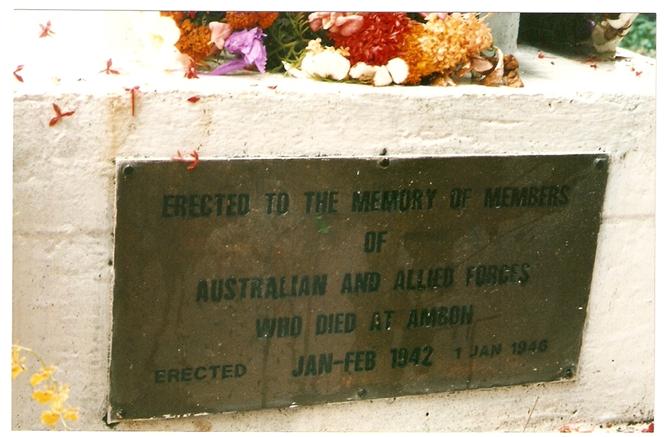 ERECTED TO THE MEMORY OF MEMBERS
OF
AUSTRALIAN AND ALLIED FORCES
WHO DIED AT AMBON
JAN-FEB 1942
ERECTED 1 JAN 1946